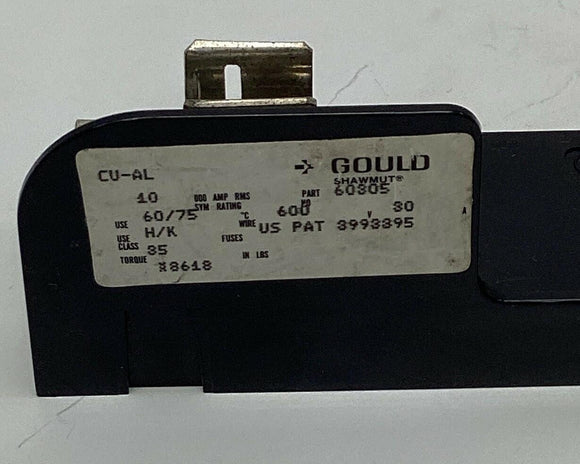 CU-AL GOULD
SHAWMUT®
10 000 AMP RMS SYM RATING PART NO 60305
USE 60/75 °C WIRE 600 V 30 A
USE CLASS H/K FUSES US PAT 3993395
TORQUE 35 IN LBS
X8618